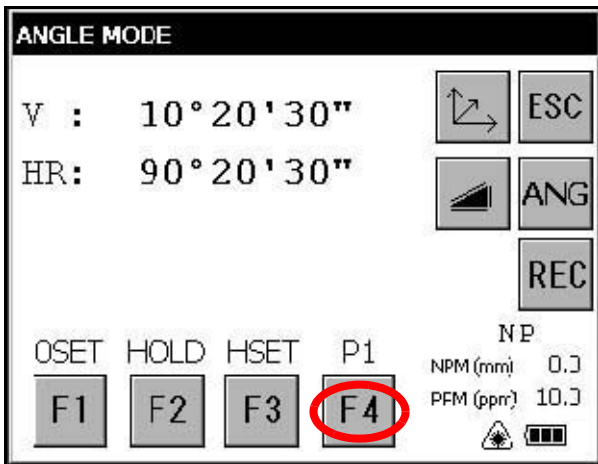 ANGLE MODE
V : 10°20'30"
HR: 90°20'30"
ESC
ANG
REC
0SET HOLD HSET P1
F1 F2 F3 F4
NP
NPM (mm) 0.0
PFM (ppm) 10.0